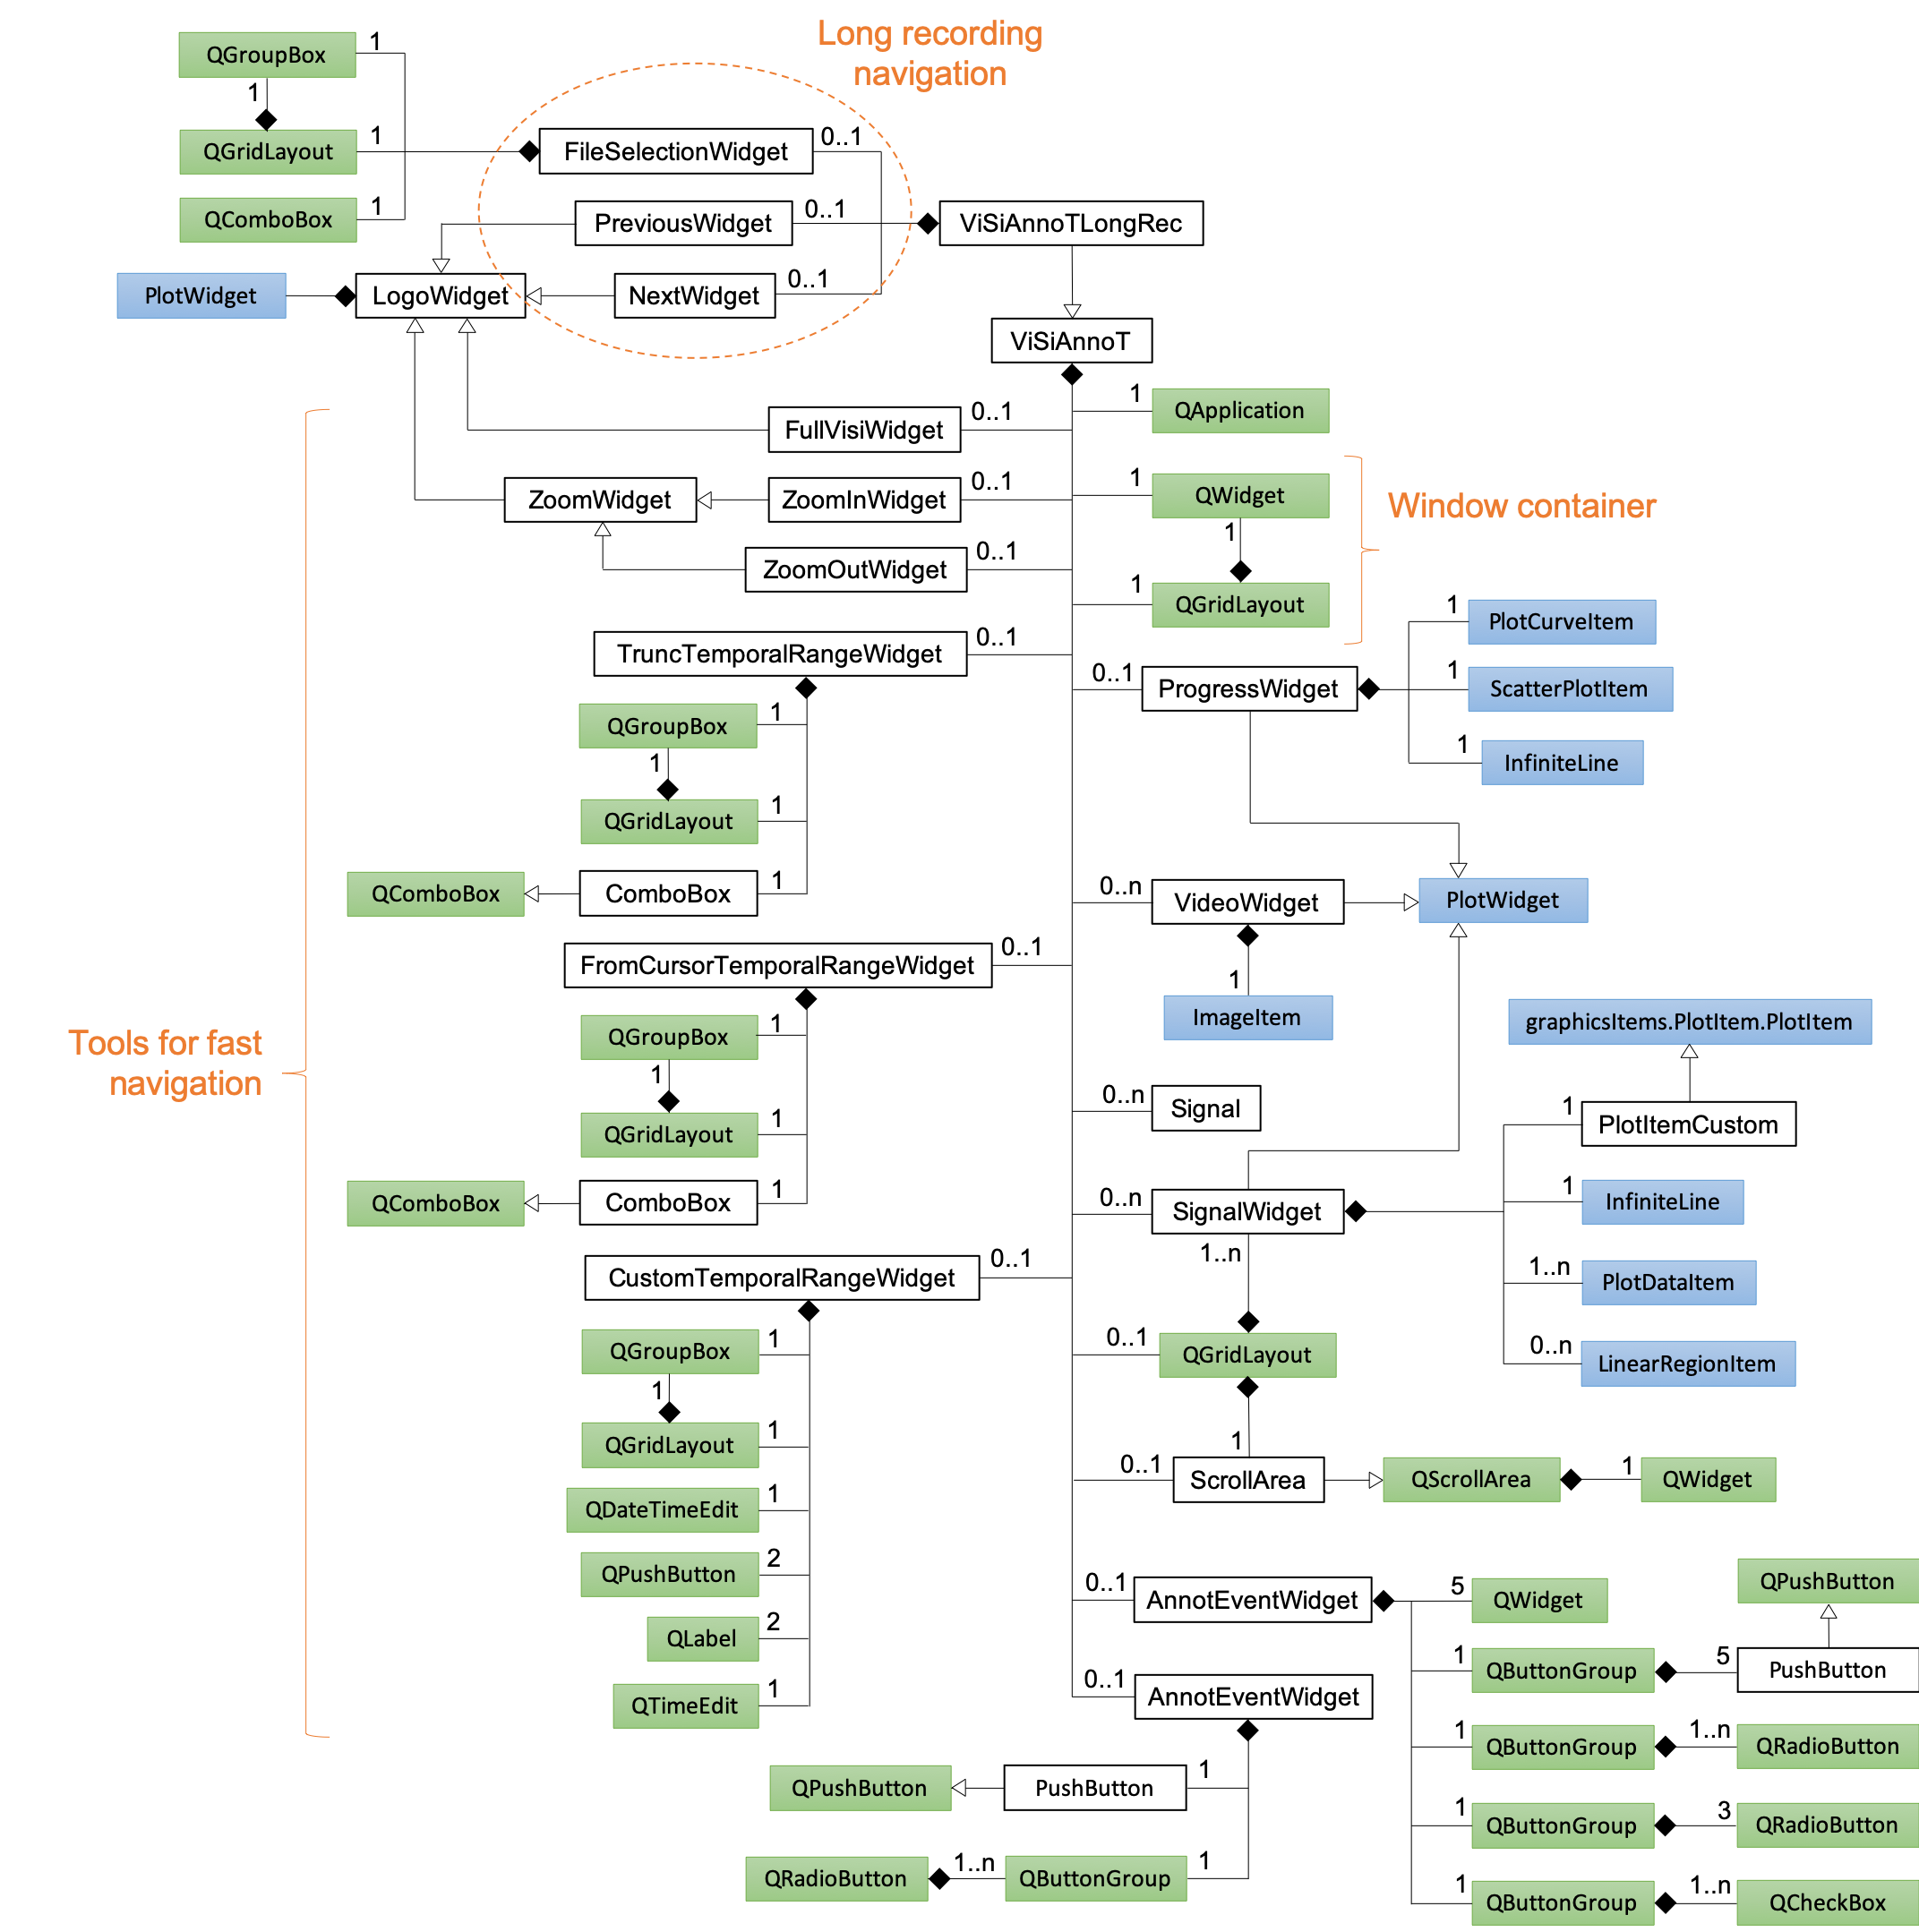 Long recording
navigation
QGroupBox
1
1
QGridLayout
1
FileSelectionWidget
0..1
QComboBox
1
PreviousWidget
0..1
ViSiAnnoTLongRec
PlotWidget
LogoWidget
NextWidget
0..1
ViSiAnnoT
FullVisiWidget
0..1
1
QApplication
ZoomWidget
ZoomInWidget
0..1
1
QWidget
1
Window container
ZoomOutWidget
0..1
1
QGridLayout
TruncTemporalRangeWidget
0..1
QGroupBox
1
1
QGridLayout
1
QComboBox
ComboBox
1
0..1
ProgressWidget
1
PlotCurveItem
1
ScatterPlotItem
1
InfiniteLine
0..n
VideoWidget
PlotWidget
1
ImageItem
FromCursorTemporalRangeWidget
0..1
QGroupBox
1
1
QGridLayout
1
QComboBox
ComboBox
1
Tools for fast
navigation
0..n
Signal
graphicsItems.PlotItem.PlotItem
1
PlotItemCustom
0..n
SignalWidget
1
InfiniteLine
1..n
PlotDataItem
0..n
LinearRegionItem
1..n
0..1
QGridLayout
1
0..1
ScrollArea
QScrollArea
1
QWidget
CustomTemporalRangeWidget
0..1
QGroupBox
1
1
QGridLayout
1
QDateTimeEdit
1
QPushButton
2
QLabel
2
QTimeEdit
1
0..1
AnnotEventWidget
5
QWidget
QPushButton
1
QButtonGroup
5
PushButton
1
QButtonGroup
1..n
QRadioButton
1
QButtonGroup
3
QRadioButton
1
QButtonGroup
1..n
QCheckBox
0..1
AnnotEventWidget
QPushButton
PushButton
1
QRadioButton
1..n
QButtonGroup
1